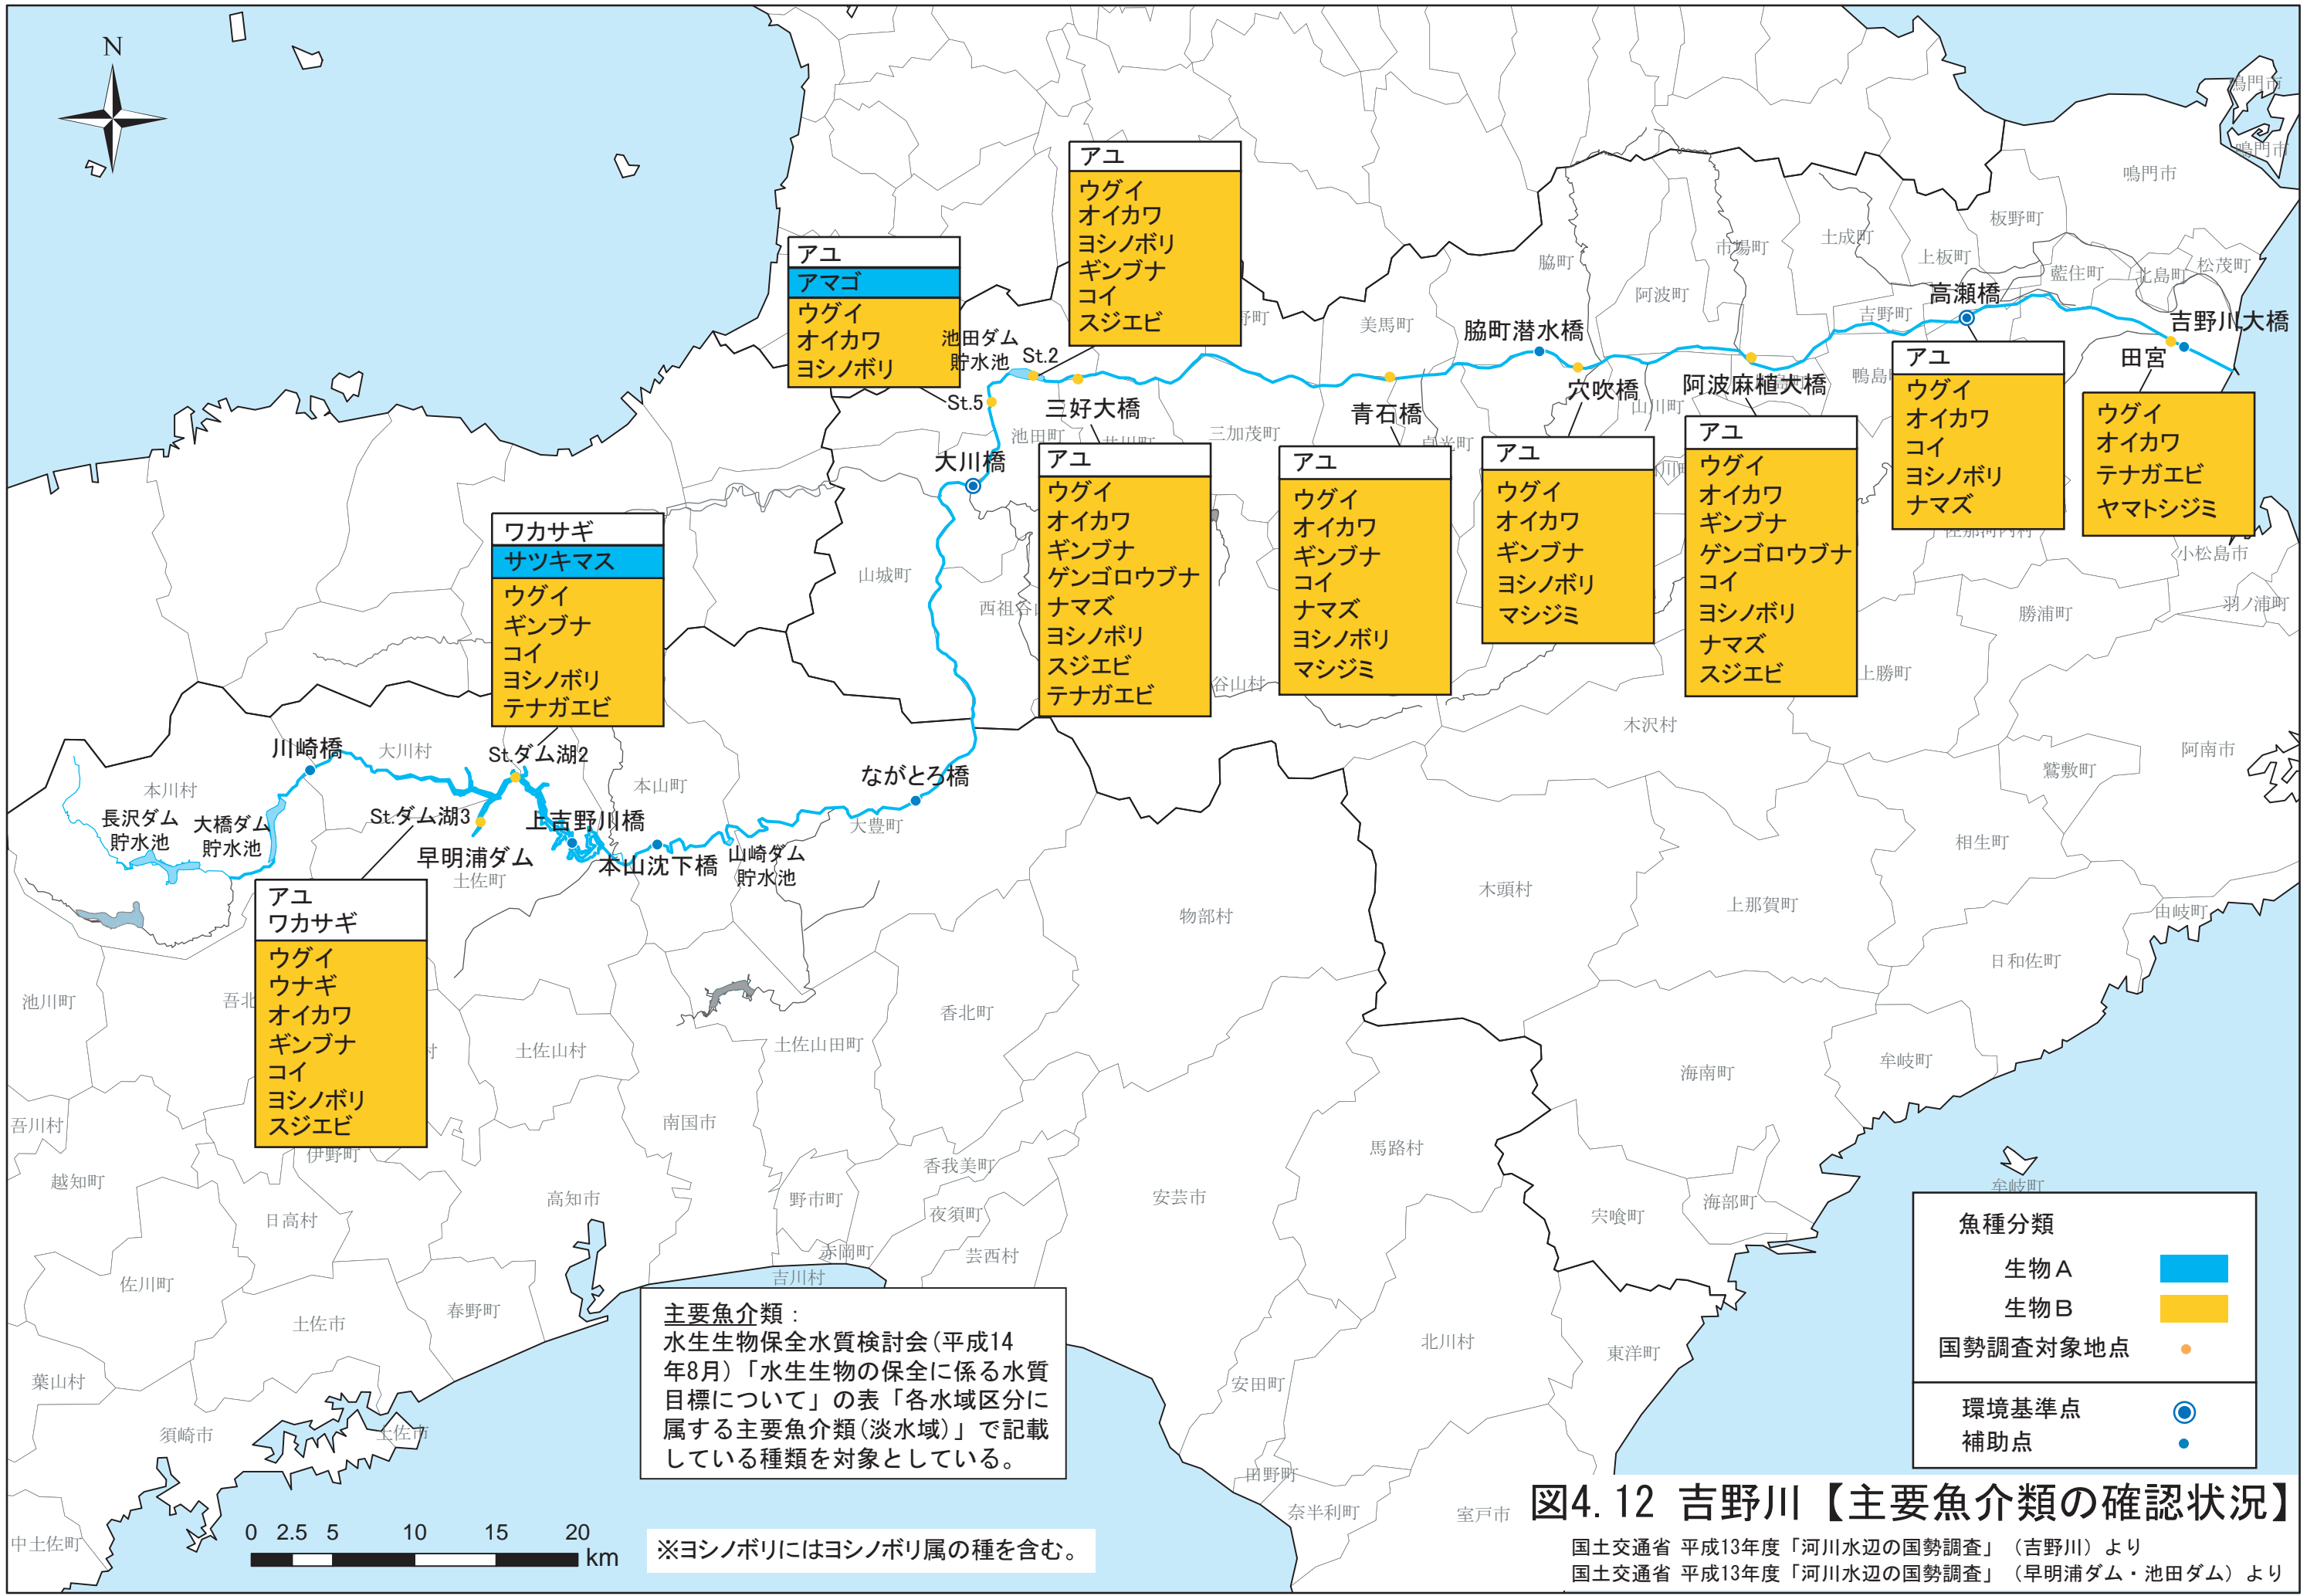 N
鳴門市
鳴門市
鳴門市
板野町
松茂町
北島町
藍住町
上板町
土成町
市場町
阿波町
脇町
吉野町
美馬町
野町
三加茂町
池田町
山川町
貞光町
高瀬橋
吉野川大橋
田宮
脇町潜水橋
穴吹橋
阿波麻植大橋
青石橋
三好大橋
池田ダム
貯水池
St.2
St.5
大川橋
アユ
ウグイ
オイカワ
ヨシノボリ
ギンブナ
コイ
スジエビ
アユ
アマゴ
ウグイ
オイカワ
ヨシノボリ
アユ
ウグイ
オイカワ
ギンブナ
ゲンゴロウブナ
ナマズ
ヨシノボリ
スジエビ
テナガエビ
アユ
ウグイ
オイカワ
ギンブナ
コイ
ナマズ
ヨシノボリ
マシジミ
アユ
ウグイ
オイカワ
ギンブナ
ヨシノボリ
マシジミ
アユ
ウグイ
オイカワ
ギンブナ
ゲンゴロウブナ
コイ
ヨシノボリ
ナマズ
スジエビ
アユ
ウグイ
オイカワ
コイ
ヨシノボリ
ナマズ
ウグイ
オイカワ
テナガエビ
ヤマトシジミ
ワカサギ
サツキマス
ウグイ
ギンブナ
コイ
ヨシノボリ
テナガエビ
山城町
小松島市
羽ノ浦町
勝浦町
上勝町
木沢村
阿南市
鷲敷町
相生町
川崎橋
大川村
St.ダム湖2
本山町
ながとろ橋
本川村
長沢ダム
貯水池
大橋ダム
貯水池
St.ダム湖3
上吉野川橋
早明浦ダム
土佐町
本山沈下橋
山崎ダム
貯水池
大豊町
アユ
ワカサギ
ウグイ
ウナギ
オイカワ
ギンブナ
コイ
ヨシノボリ
スジエビ
物部村
木頭村
上那賀町
由岐町
日和佐町
池川町
土佐山村
土佐山田町
香北町
海南町
牟岐町
吾川村
伊野町
南国市
馬路村
越知町
日高村
高知市
野市町
香我美町
夜須町
赤岡町
芸西村
吉川村
安芸市
宍喰町
海部町
牟岐町
佐川町
土佐市
春野町
北川村
東洋町
安田町
葉山村
須崎市
土佐市
田野町
奈半利町
室戸市
中土佐町
主要魚介類:
水生生物保全水質検討会(平成14
年8月)「水生生物の保全に係る水質
目標について」の表「各水域区分に
属する主要魚介類(淡水域)」で記載
している種類を対象としている。
魚種分類
生物A
生物B
国勢調査対象地点
環境基準点
補助点
0 2.5 5 10 15 20
km
※ヨシノボリにはヨシノボリ属の種を含む。
図4.12 吉野川【主要魚介類の確認状況】
国土交通省 平成13年度「河川水辺の国勢調査」(吉野川)より
国土交通省 平成13年度「河川水辺の国勢調査」(早明浦ダム・池田ダム)より